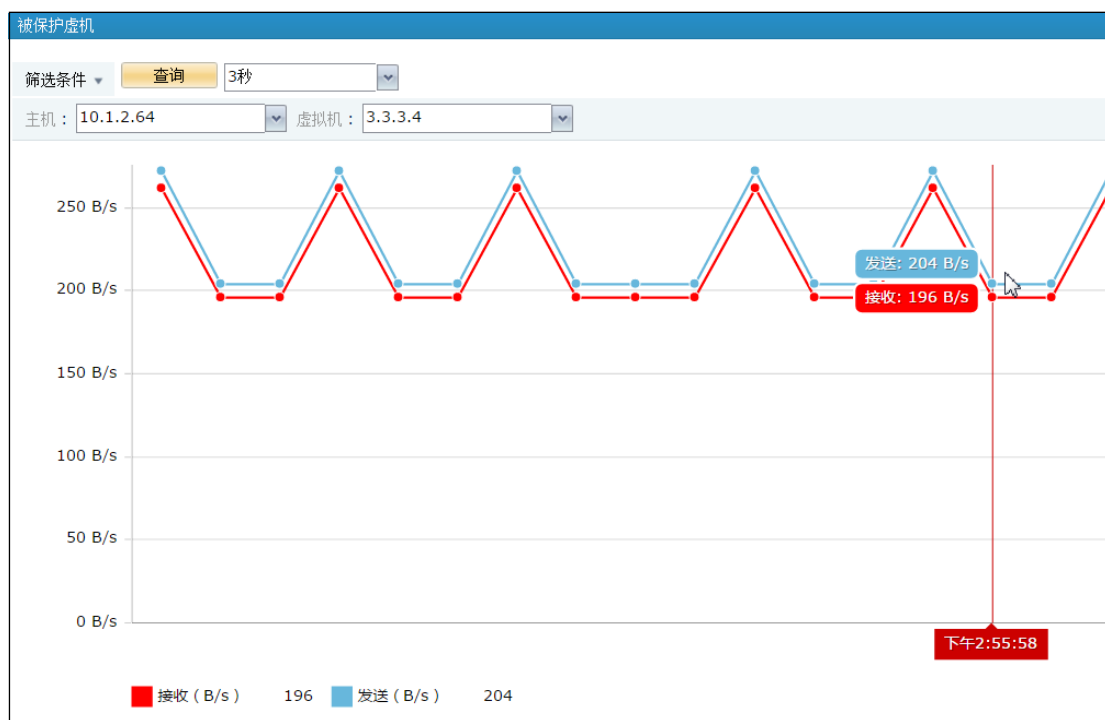 被保护虚机
筛选条件 查询 3秒
主机： 10.1.2.64 虚拟机： 3.3.3.4
250 B/s
200 B/s
150 B/s
100 B/s
50 B/s
0 B/s
发送: 204 B/s
接收: 196 B/s
下午2:55:58
接收（B/s） 196 发送（B/s） 204